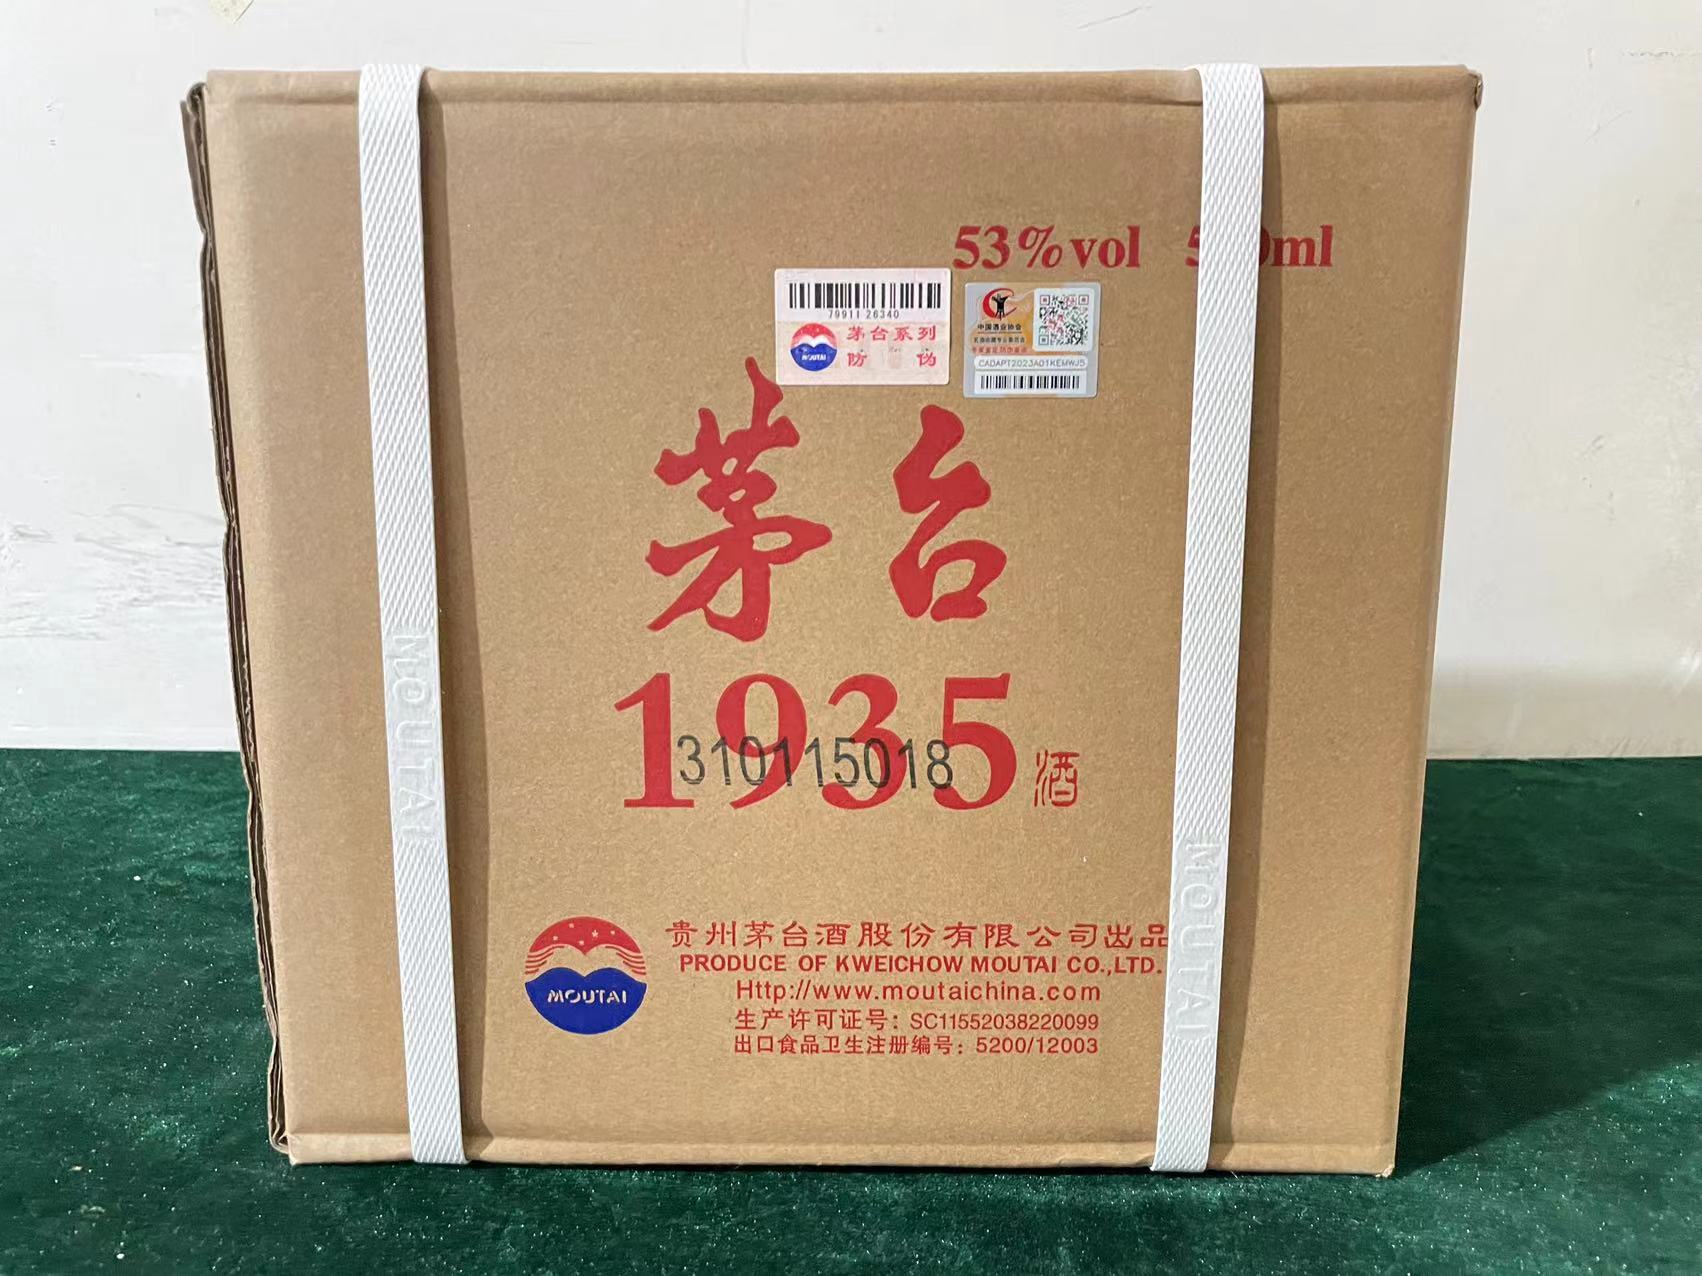 53%vol
ml
79911 26340
茅台系列
防 伪
MOUTAI
中国酒业协会
CADAPT2023A01KEMWJ5
茅台
1935
酒
310115018
MOUTAI
MOUTAI
MOUTAI
贵州茅台酒股份有限公司出品
PRODUCE OF KWEICHOW MOUTAI CO.,LTD.
Http://www.moutaichina.com
生产许可证号：SC11552038220099
出口食品卫生注册编号：5200/12003